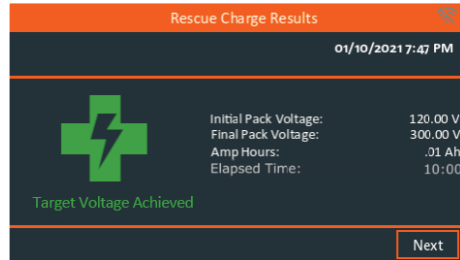 Rescue Charge Results
01/10/2021 7:47 PM
Initial Pack Voltage: 120.00 V
Final Pack Voltage: 300.00 V
Amp Hours: .01 Ah
Elapsed Time: 10:00
Target Voltage Achieved
Next